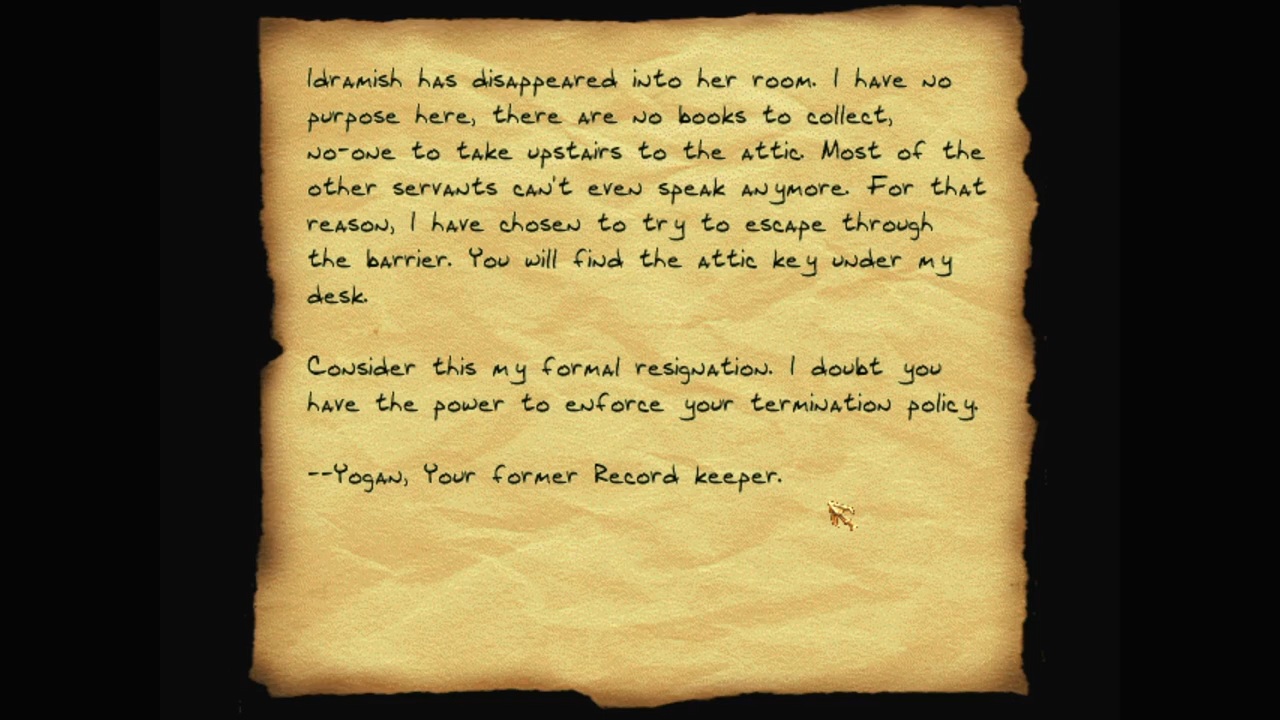 Idramish has disappeared into her room. I have no
purpose here, there are no books to collect,
no-one to take upstairs to the attic. Most of the
other servants can't even speak anymore. For that
reason, I have chosen to try to escape through
the barrier. You will find the attic key under my
desk.
Consider this my formal resignation. I doubt you
have the power to enforce your termination policy.
--Yogan, Your former Record keeper.